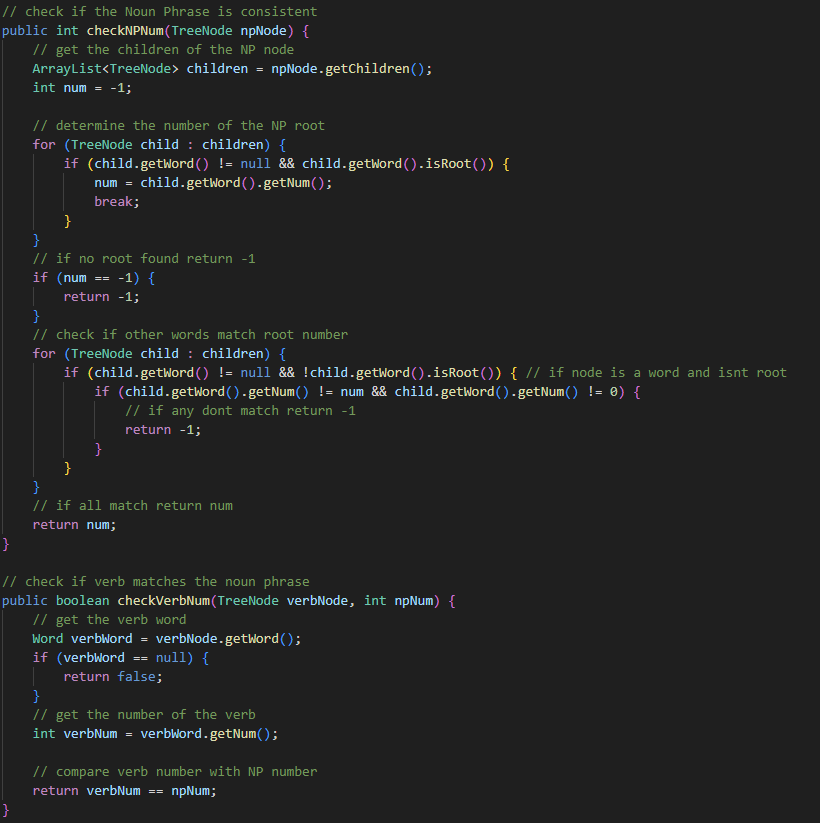 // check if the Noun Phrase is consistent
public int checkNPNum(TreeNode npNode) {
    // get the children of the NP node
    ArrayList<TreeNode> children = npNode.getChildren();
    int num = -1;

    // determine the number of the NP root
    for (TreeNode child : children) {
        if (child.getWord() != null && child.getWord().isRoot()) {
            num = child.getWord().getNum();
            break;
        }
    }
    // if no root found return -1
    if (num == -1) {
        return -1;
    }
    // check if other words match root number
    for (TreeNode child : children) {
        if (child.getWord() != null && !child.getWord().isRoot()) { // if node is a word and isnt root
            if (child.getWord().getNum() != num && child.getWord().getNum() != 0) {
                // if any dont match return -1
                return -1;
            }
        }
    }
    // if all match return num
    return num;
}

// check if verb matches the noun phrase
public boolean checkVerbNum(TreeNode verbNode, int npNum) {
    // get the verb word
    Word verbWord = verbNode.getWord();
    if (verbWord == null) {
        return false;
    }
    // get the number of the verb
    int verbNum = verbWord.getNum();

    // compare verb number with NP number
    return verbNum == npNum;
}